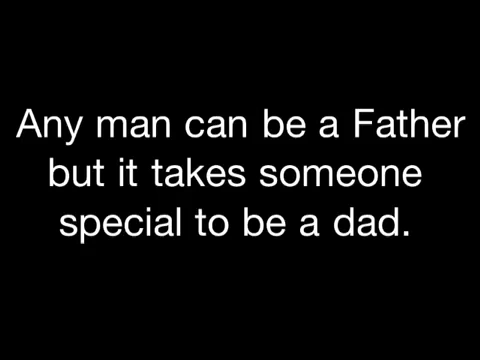 Any man can be a Father
but it takes someone
special to be a dad.